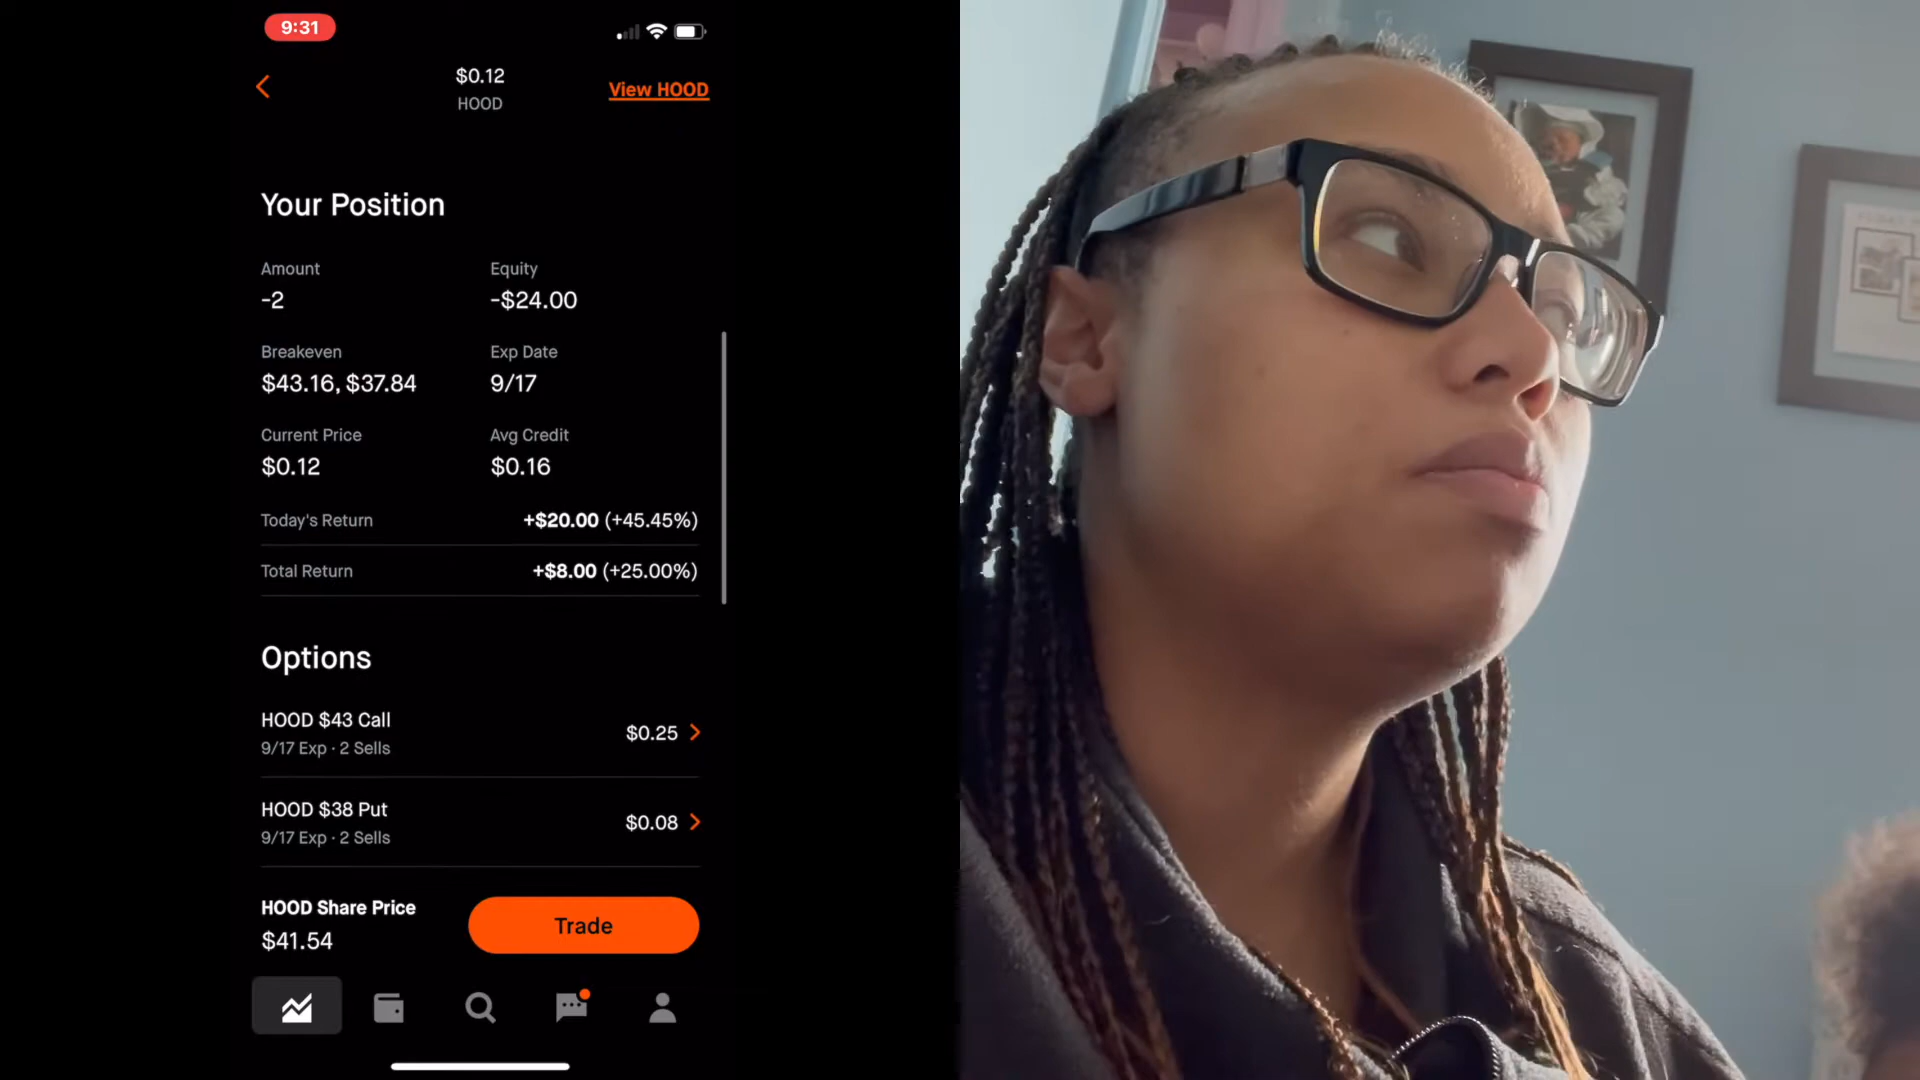 9:31
$0.12
HOOD
View HOOD
Your Position
Amount
Equity
-2
-$24.00
Breakeven
Exp Date
$43.16, $37.84
9/17
Current Price
Avg Credit
$0.12
$0.16
Today's Return
+$20.00 (+45.45%)
Total Return
+$8.00 (+25.00%)
Options
HOOD $43 Call
9/17 Exp · 2 Sells
$0.25
HOOD $38 Put
9/17 Exp · 2 Sells
$0.08
HOOD Share Price
$41.54
Trade